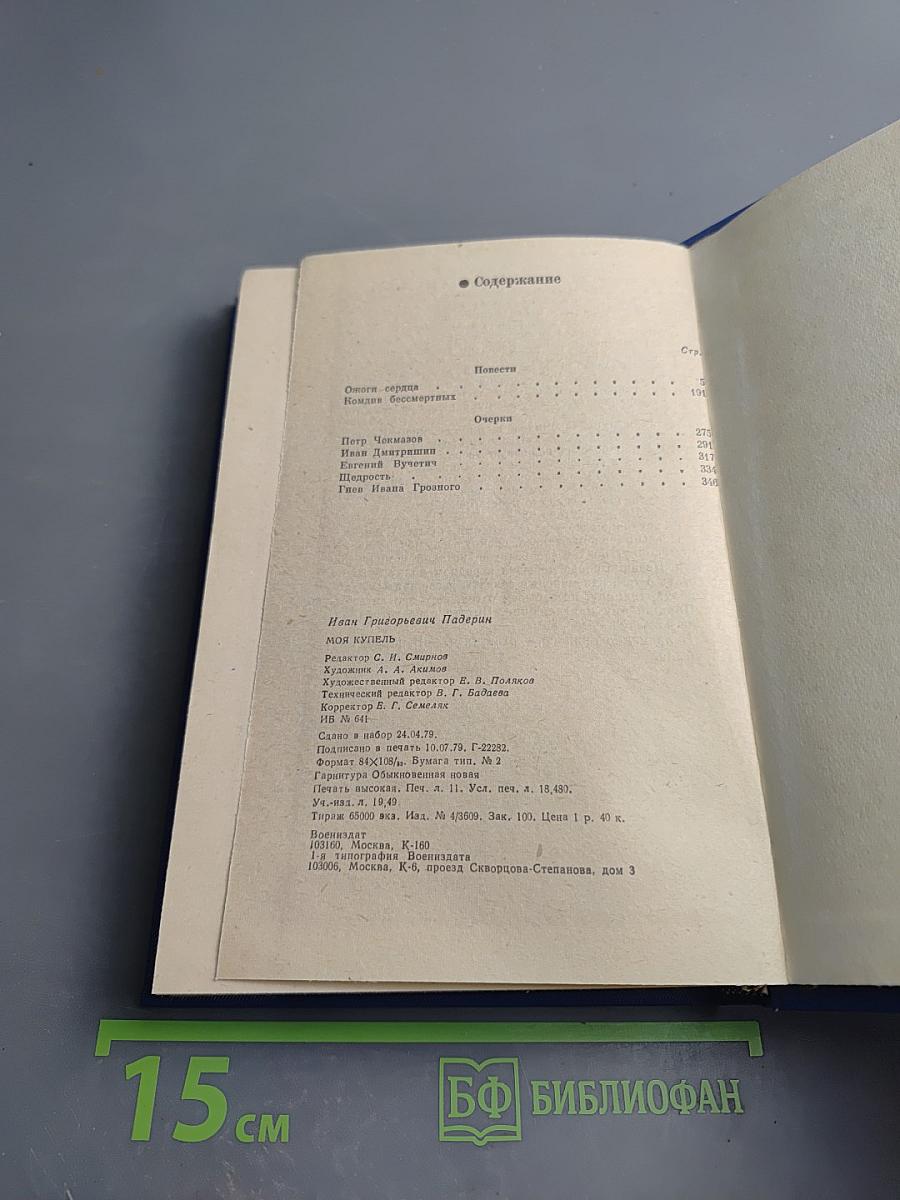 Содержание
Стр.
Повести
Ожоги сердца . . . . . . . . . . . . 5
Комдив бессмертных . . . . . . . . . . 191
Очерки
Петр Чокмазов . . . . . . . . . . . . 275
Иван Дмитришин . . . . . . . . . . . 291
Евгений Вучетич . . . . . . . . . . . 317
Щедрость . . . . . . . . . . . . . 334
Гнев Ивана Грозного . . . . . . . . . . 346
Иван Григорьевич Падерин
МОЯ КУПЕЛЬ
Редактор С. И. Смирнов
Художник А. А. Акимов
Художественный редактор Е. В. Поляков
Технический редактор В. Г. Бадаева
Корректор Е. Г. Семеляк
ИБ № 641
Сдано в набор 24.04.79.
Подписано в печать 10.07.79. Г-22282.
Формат 84×108/32. Бумага тип. № 2
Гарнитура Обыкновенная новая
Печать высокая. Печ. л. 11. Усл. печ. л. 18,480.
Уч.-изд. л. 19,49
Тираж 65000 экз. Изд. № 4/3609. Зак. 100. Цена 1 р. 40 к.
Воениздат
103160, Москва, К-160
1-я типография Воениздата
103006, Москва, К-6, проезд Скворцова-Степанова, дом 3
15 см
БФ БИБЛИОФАН